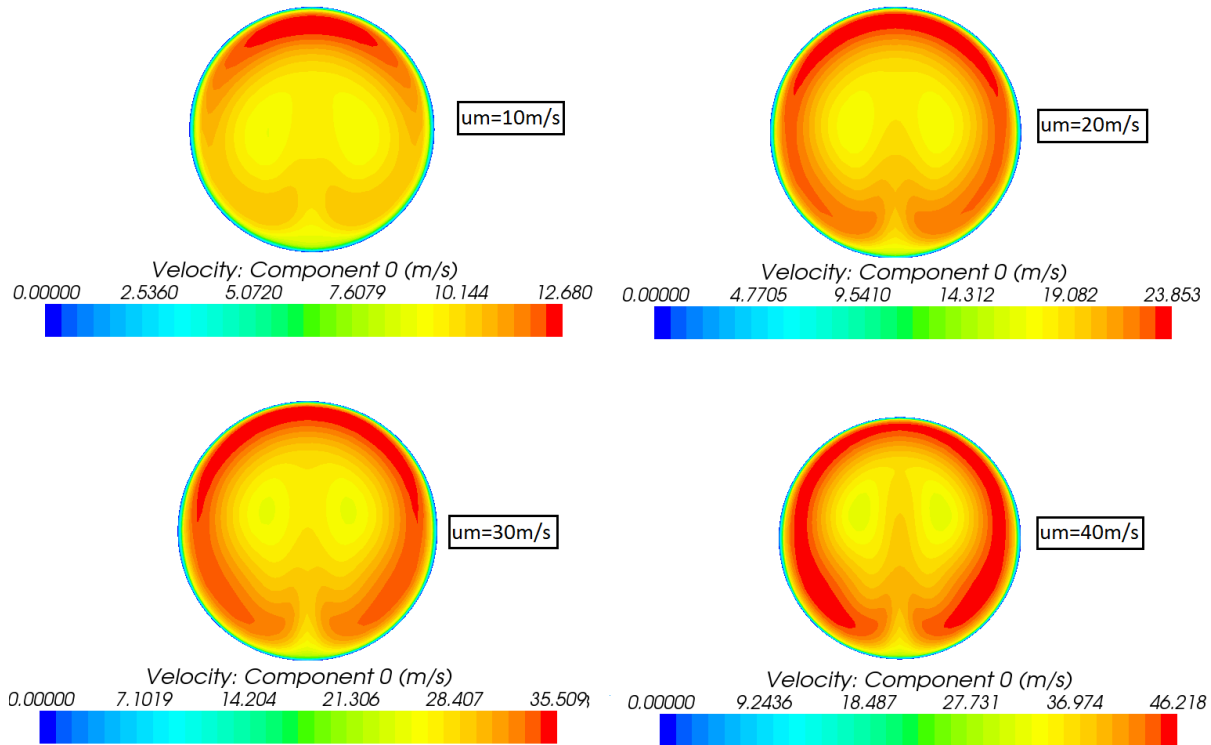 um=10m/s
um=20m/s
Velocity: Component 0 (m/s)
0.00000 2.5360 5.0720 7.6079 10.144 12.680
Velocity: Component 0 (m/s)
0.00000 4.7705 9.5410 14.312 19.082 23.853
um=30m/s
um=40m/s
Velocity: Component 0 (m/s)
0.00000 7.1019 14.204 21.306 28.407 35.509
Velocity: Component 0 (m/s)
0.00000 9.2436 18.487 27.731 36.974 46.218